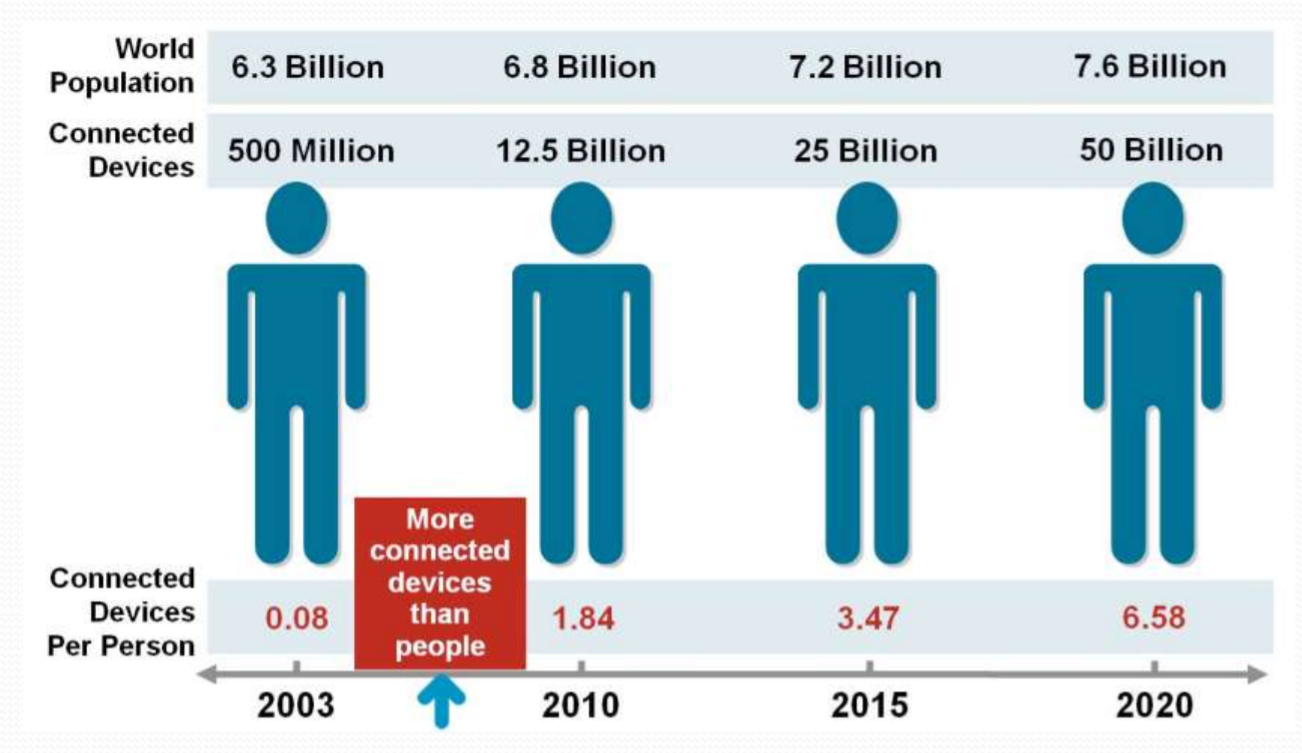 World
Population
6.3 Billion 6.8 Billion 7.2 Billion 7.6 Billion
Connected
Devices
500 Million 12.5 Billion 25 Billion 50 Billion
More
connected
devices
than
people
Connected
Devices
Per Person
0.08 1.84 3.47 6.58
2003 2010 2015 2020